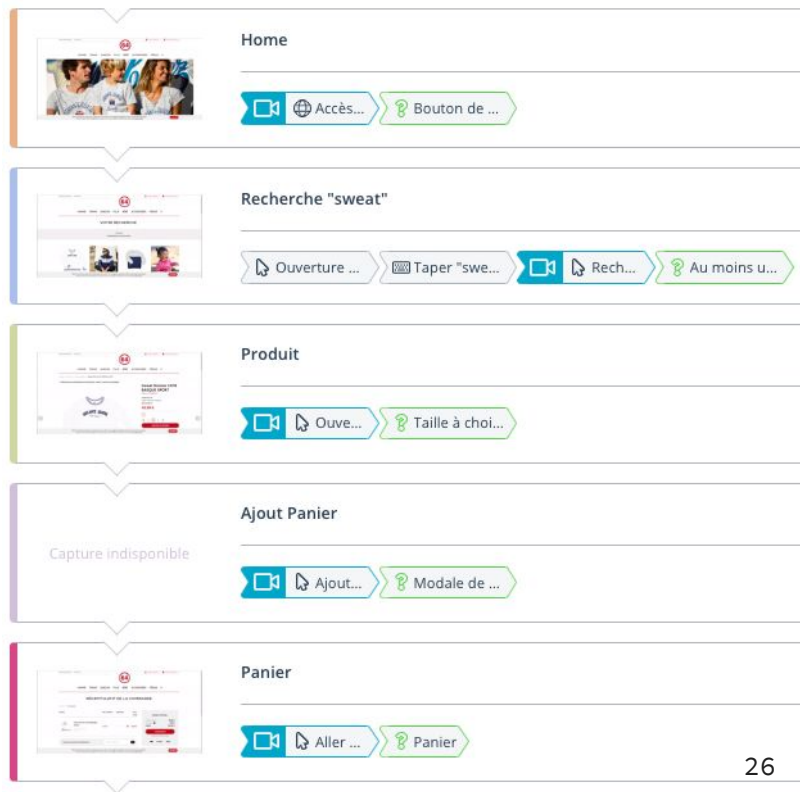 Home
Accès...
Bouton de ...
Recherche "sweat"
Ouverture ...
Taper "swe...
Rech...
Au moins u...
Produit
Ouve...
Taille à choi...
Capture indisponible
Ajout Panier
Ajout...
Modale de ...
Panier
Aller ...
Panier
26